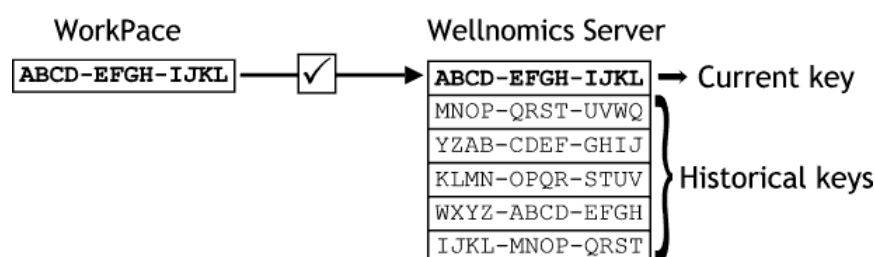 WorkPace
Wellnomics Server
ABCD-EFGH-IJKL
ABCD-EFGH-IJKL
Current key
MNOP-QRST-UVWQ
YZAB-CDEF-GHIJ
KLMN-OPQR-STUV
Historical keys
WXYZ-ABCD-EFGH
IJKL-MNOP-QRST